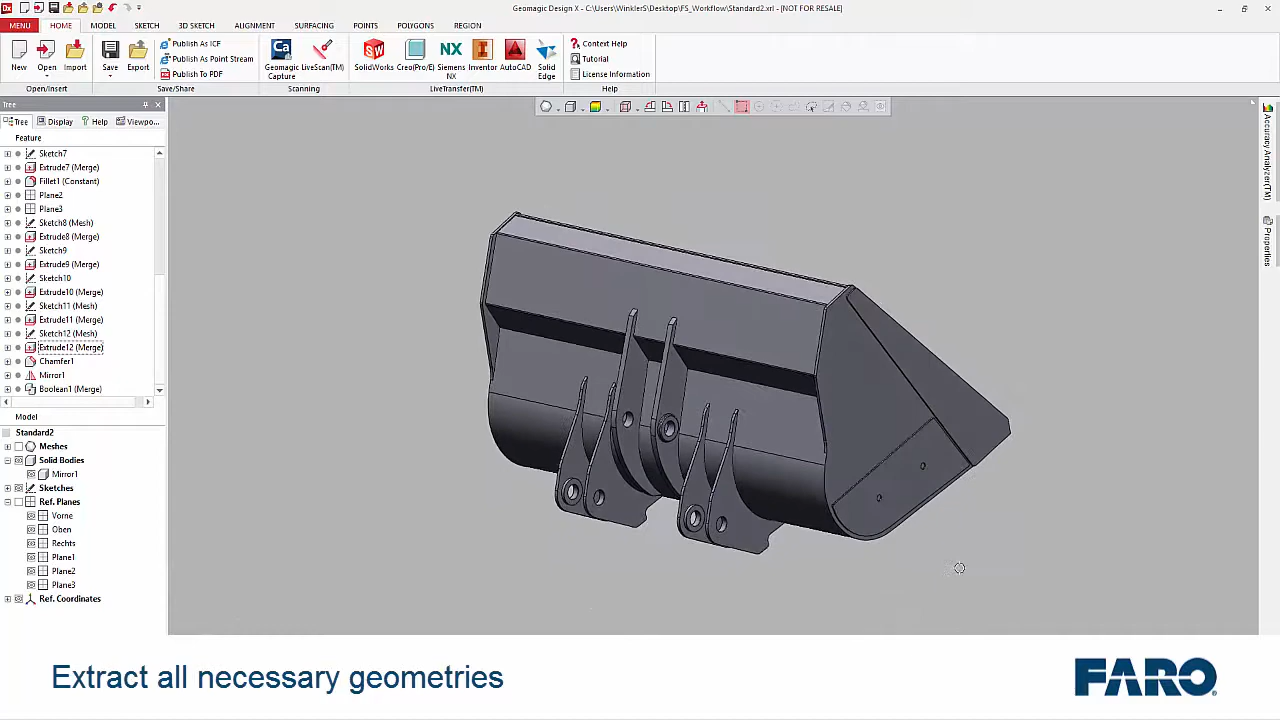 Geomagic Design X - C:\Users\WinklerS\Desktop\FS_Workflow\Standard2.xrl - [NOT FOR RESALE]
MENU HOME MODEL SKETCH 3D SKETCH ALIGNMENT SURFACING POINTS POLYGONS REGION
Publish As ICF
Publish As Point Stream
Publish To PDF
Context Help
Tutorial
License Information
New Open Import Save Export Geomagic Capture LiveScan(TM) SolidWorks Creo(Pro/E) Siemens NX Inventor AutoCAD Solid Edge
Open/Insert Save/Share Scanning LiveTransfer(TM) Help
Tree
Tree Display Help Viewpo...
Feature
Sketch7
Extrude7 (Merge)
Fillet1 (Constant)
Plane2
Plane3
Sketch8 (Mesh)
Extrude8 (Merge)
Sketch9
Extrude9 (Merge)
Sketch10
Extrude10 (Merge)
Sketch11 (Mesh)
Extrude11 (Merge)
Sketch12 (Mesh)
Extrude12 (Merge)
Chamfer1
Mirror1
Boolean1 (Merge)
Model
Standard2
Meshes
Solid Bodies
Mirror1
Sketches
Ref. Planes
Vorne
Oben
Rechts
Plane1
Plane2
Plane3
Ref. Coordinates
Accuracy Analyzer(TM)
Properties
Extract all necessary geometries
FARO